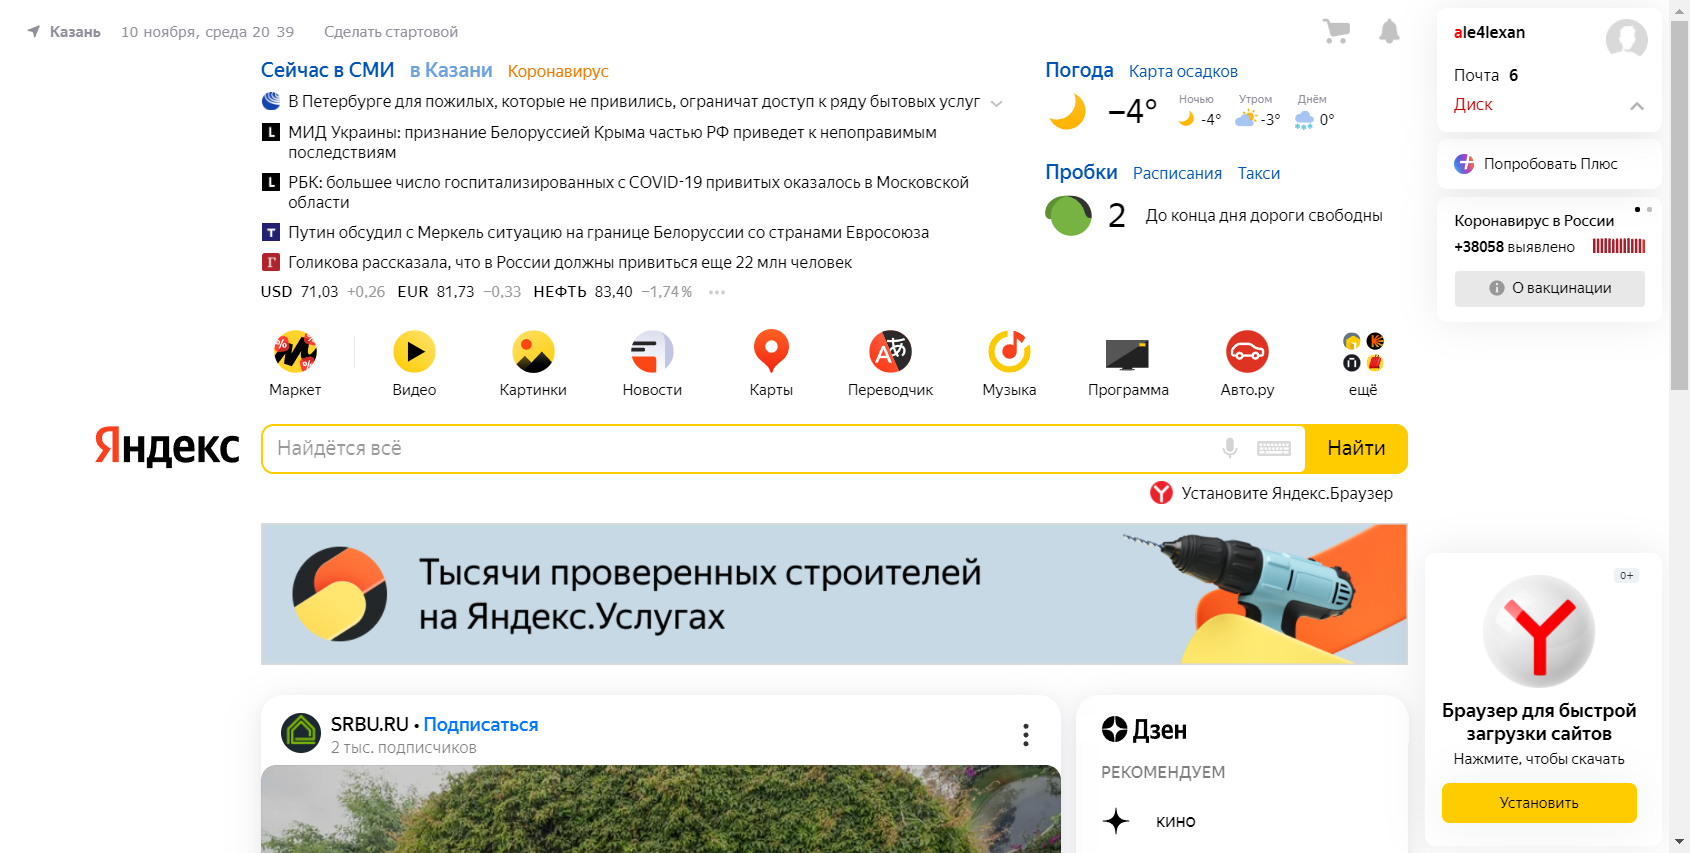 Казань 10 ноября, среда 20 39 Сделать стартовой
ale4lexan
Почта 6
Диск
Попробовать Плюс
Коронавирус в России
+38058 выявлено
О вакцинации
Сейчас в СМИ в Казани Коронавирус
В Петербурге для пожилых, которые не привились, ограничат доступ к ряду бытовых услуг
L МИД Украины: признание Белоруссией Крыма частью РФ приведет к непоправимым
последствиям
L РБК: большее число госпитализированных с COVID-19 привитых оказалось в Московской
области
Т Путин обсудил с Меркель ситуацию на границе Белоруссии со странами Евросоюза
Г Голикова рассказала, что в России должны привиться еще 22 млн человек
USD 71,03 +0,26 EUR 81,73 −0,33 НЕФТЬ 83,40 −1,74% ···
Погода Карта осадков
−4° Ночью -4° Утром -3° Днём 0°
Пробки Расписания Такси
2 До конца дня дороги свободны
Маркет Видео Картинки Новости Карты Переводчик Музыка Программа Авто.ру ещё
Яндекс Найдётся всё Найти
Установите Яндекс.Браузер
Тысячи проверенных строителей
на Яндекс.Услугах
0+
Браузер для быстрой
загрузки сайтов
Нажмите, чтобы скачать
Установить
SRBU.RU • Подписаться
2 тыс. подписчиков
Дзен
РЕКОМЕНДУЕМ
КИНО